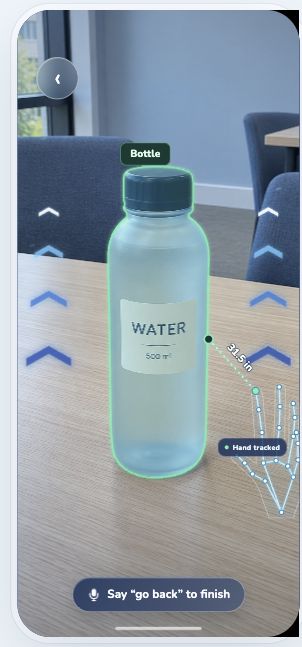 Bottle
WATER
500 ml
31.5 in
Hand tracked
Say “go back” to finish